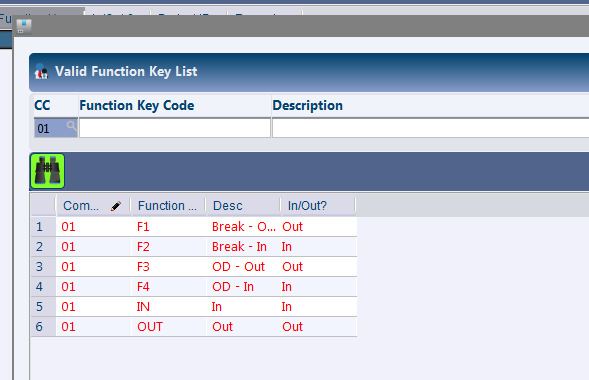 Valid Function Key List
CC Function Key Code Description
01
Com... Function ... Desc In/Out?
1 01 F1 Break - O... Out
2 01 F2 Break - In In
3 01 F3 OD - Out Out
4 01 F4 OD - In In
5 01 IN In In
6 01 OUT Out Out